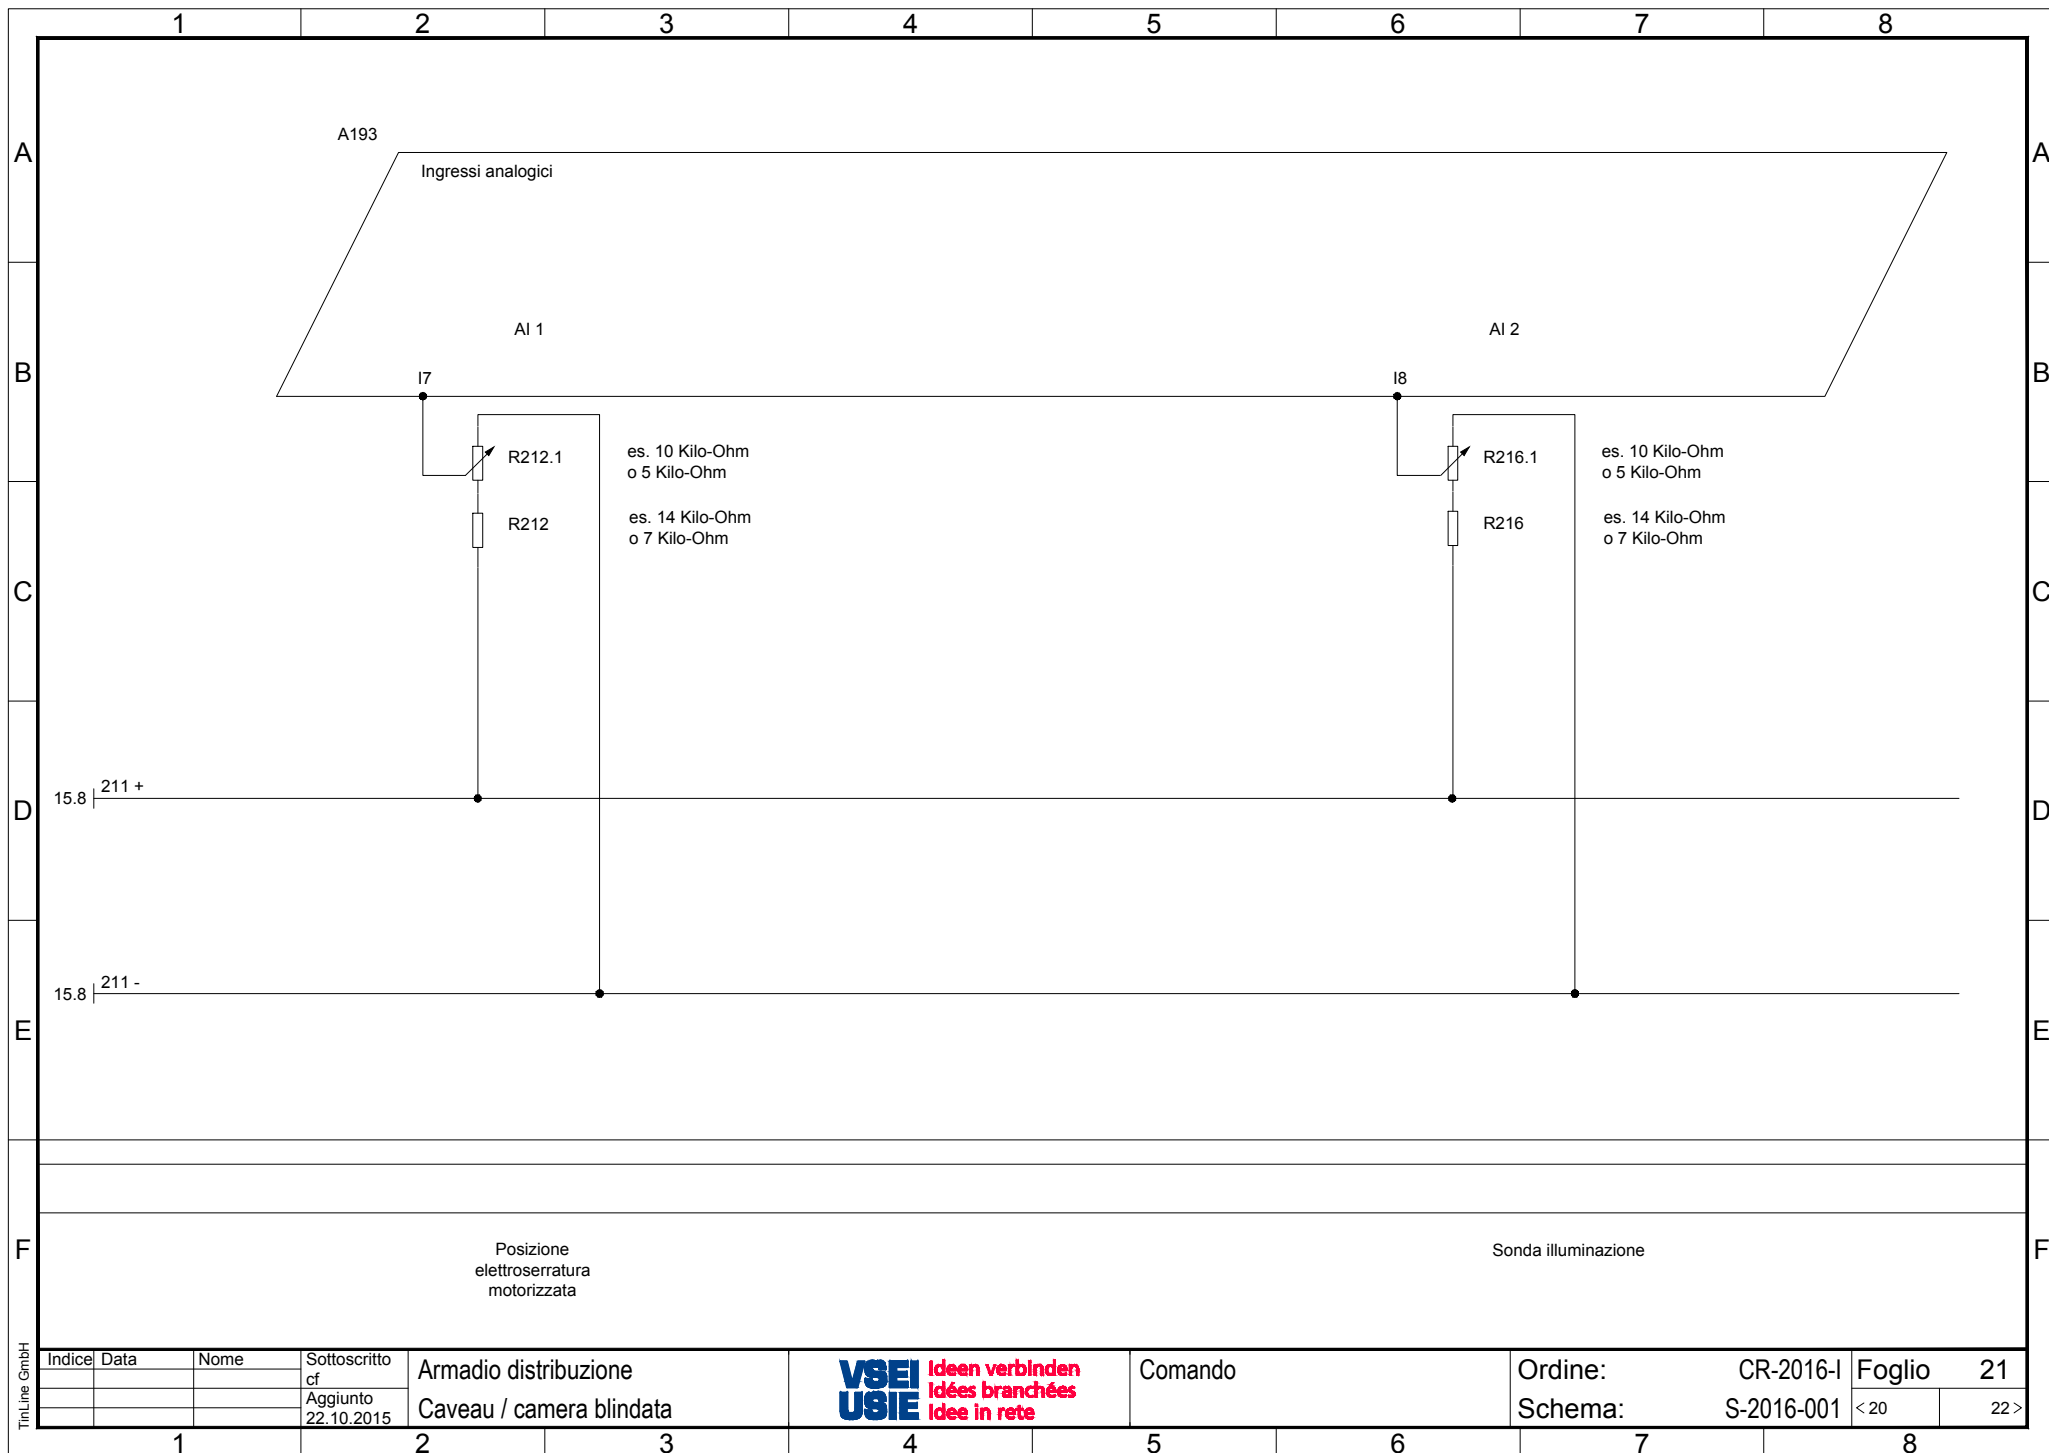 1 2 3 4 5 6 7 8
A A
A193
Ingressi analogici
AI 1 AI 2
B B
I7 I8
R212.1 es. 10 Kilo-Ohm
o 5 Kilo-Ohm
R216.1 es. 10 Kilo-Ohm
o 5 Kilo-Ohm
R212 es. 14 Kilo-Ohm
o 7 Kilo-Ohm
R216 es. 14 Kilo-Ohm
o 7 Kilo-Ohm
C C
15.8 211 +
D D
15.8 211 -
E E
F F
Posizione
elettroserratura
motorizzata
Sonda illuminazione
TinLine GmbH
Indice Data Nome Sottoscritto
cf
Aggiunto
22.10.2015
Armadio distribuzione
Caveau / camera blindata
VSEI
USIE
Ideen verbinden
Idées branchées
Idee in rete
Comando
Ordine: CR-2016-I
Schema: S-2016-001
Foglio 21
< 20 22 >
1 2 3 4 5 6 7 8